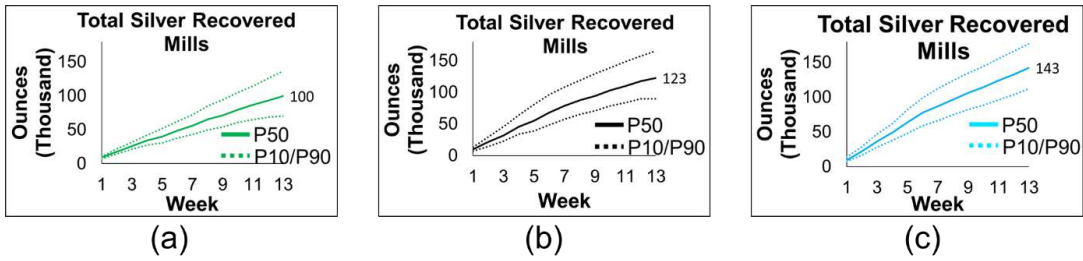 Total Silver Recovered
Mills
Ounces
(Thousand)
150
100
50
0
100
P50
P10/P90
1 3 5 7 9 11 13
Week
(a)
Total Silver Recovered
Mills
Ounces
(Thousand)
150
100
50
0
123
P50
P10/P90
1 3 5 7 9 11 13
Week
(b)
Total Silver Recovered
Mills
Ounces
(Thousand)
150
100
50
0
143
P50
P10/P90
1 3 5 7 9 11 13
Week
(c)